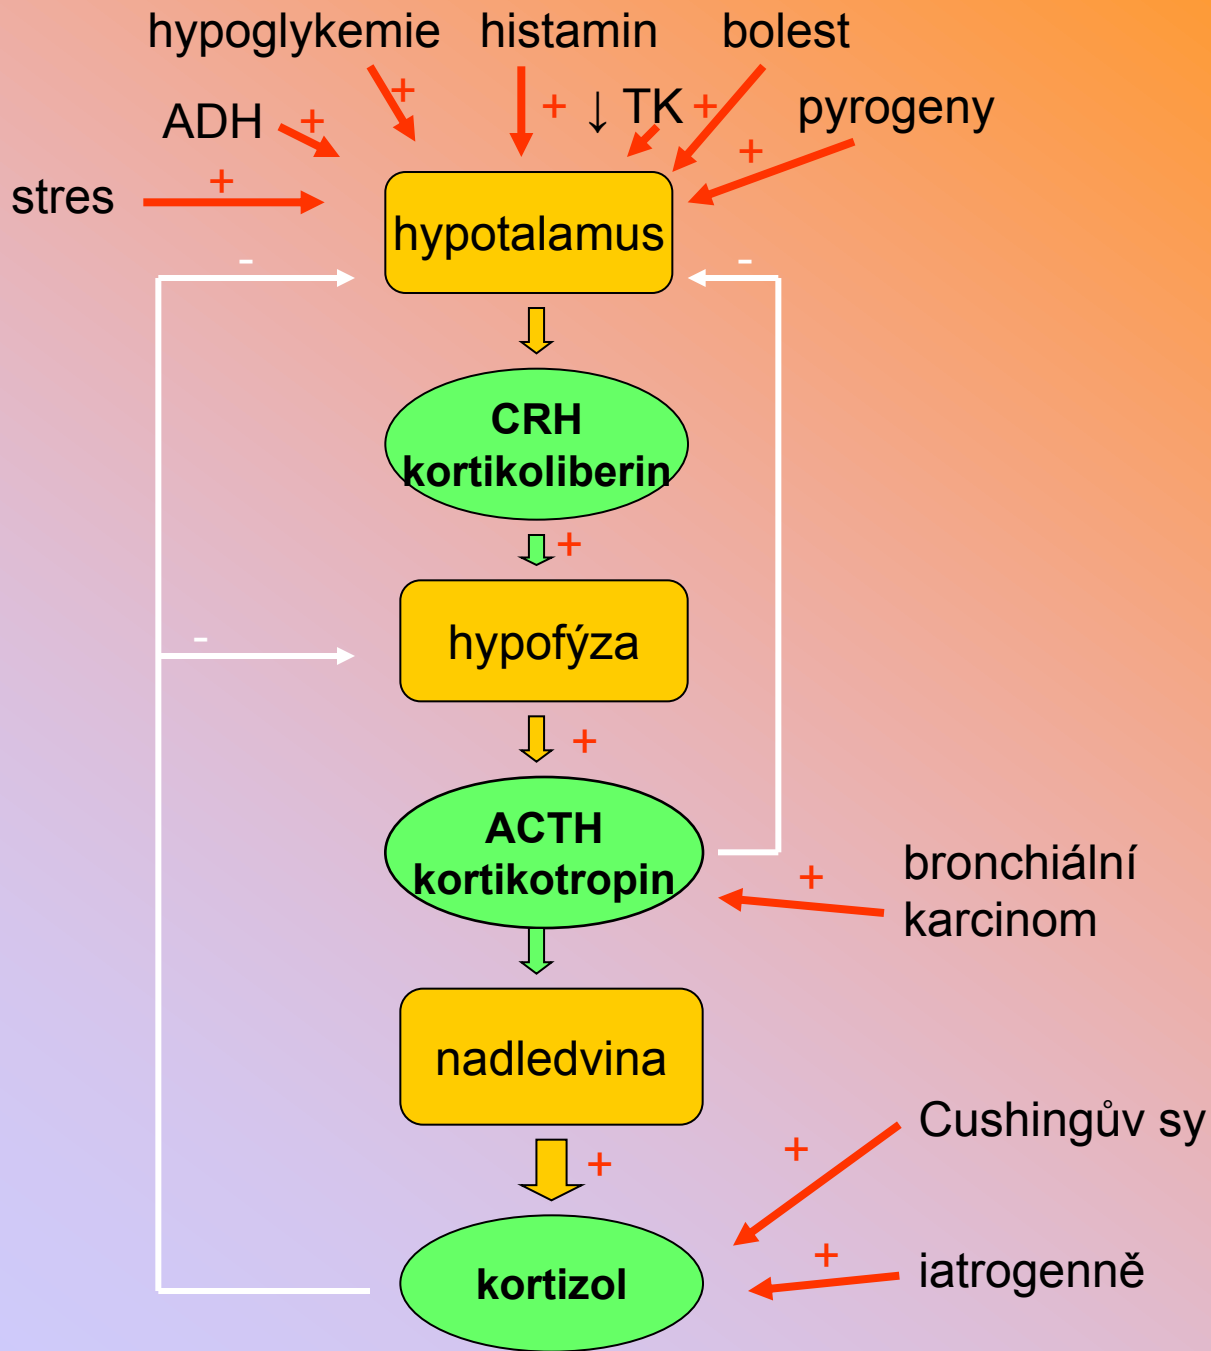 hypoglykemie histamin bolest
ADH + + + ↓ TK + pyrogeny
stres + +
hypotalamus
- -
CRH
kortikoliberin
+
hypofýza
-
+
ACTH
kortikotropin
+ bronchiální
karcinom
nadledvina
Cushingův sy
+ +
kortizol
+ iatrogenně